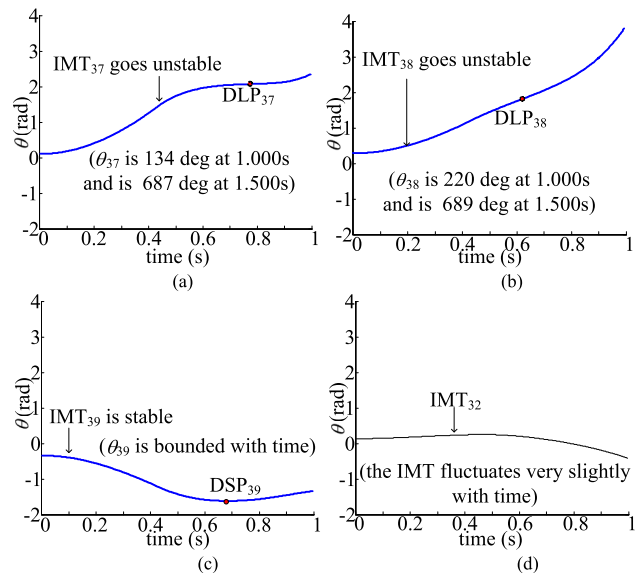 4
3
2
1
0
-1
-2
θ(rad)
IMT37 goes unstable
DLP37
(θ37 is 134 deg at 1.000s
and is 687 deg at 1.500s)
0 0.2 0.4 0.6 0.8 1
time (s)
(a)
4
3
2
1
0
-1
-2
θ(rad)
IMT38 goes unstable
DLP38
(θ38 is 220 deg at 1.000s
and is 689 deg at 1.500s)
0 0.2 0.4 0.6 0.8 1
time (s)
(b)
4
3
2
1
0
-1
-2
θ(rad)
IMT39 is stable
(θ39 is bounded with time)
DSP39
0 0.2 0.4 0.6 0.8 1
time (s)
(c)
4
3
2
1
0
-1
-2
θ(rad)
IMT32
(the IMT fluctuates very slightly
with time)
0 0.2 0.4 0.6 0.8 1
time (s)
(d)